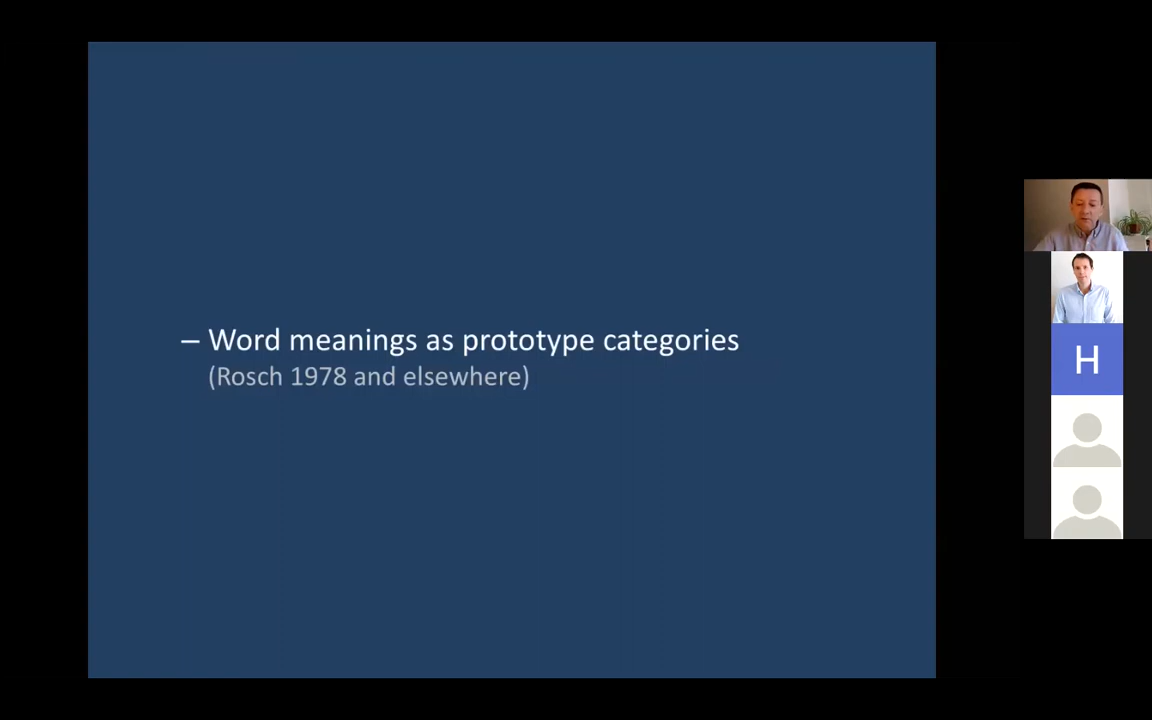 – Word meanings as prototype categories
(Rosch 1978 and elsewhere)
H